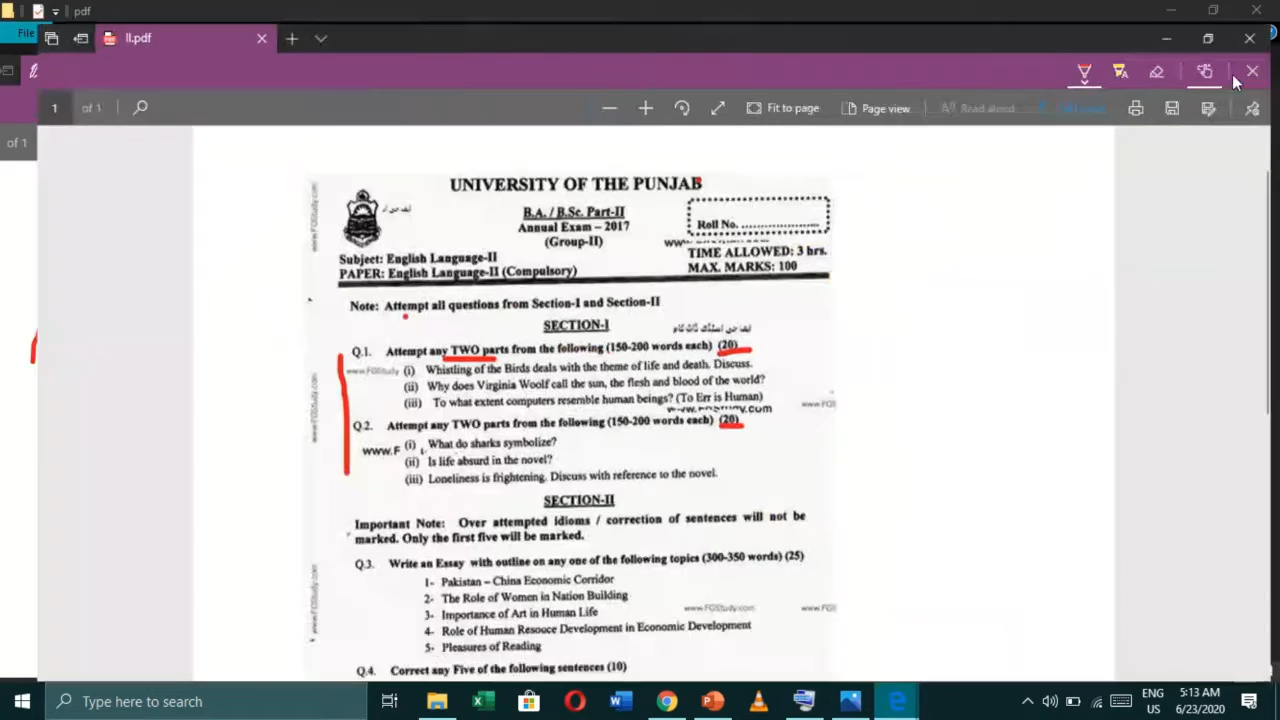 pdf
File
ll.pdf
1 of 1
Fit to page
Page view
Read aloud
of 1
UNIVERSITY OF THE PUNJAB
B.A. / B.Sc. Part-II
Annual Exam – 2017
(Group-II)
Roll No. ......................
Subject: English Language-II
PAPER: English Language-II (Compulsory)
TIME ALLOWED: 3 hrs.
MAX. MARKS: 100
Note: Attempt all questions from Section-I and Section-II
SECTION-I
Q.1. Attempt any TWO parts from the following (150-200 words each) (20)
www.FGStudy (i) Whistling of the Birds deals with the theme of life and death. Discuss.
(ii) Why does Virginia Woolf call the sun, the flesh and blood of the world?
(iii) To what extent computers resemble human beings? (To Err is Human)
Q.2. Attempt any TWO parts from the following (150-200 words each) (20)
www.F (i) What do sharks symbolize?
(ii) Is life absurd in the novel?
(iii) Loneliness is frightening. Discuss with reference to the novel.
SECTION-II
Important Note: Over attempted idioms / correction of sentences will not be
marked. Only the first five will be marked.
Q.3. Write an Essay with outline on any one of the following topics (300-350 words) (25)
1- Pakistan – China Economic Corridor
2- The Role of Women in Nation Building
3- Importance of Art in Human Life
www.FGStudy.com
4- Role of Human Resouce Development in Economic Development
5- Pleasures of Reading
Q.4. Correct any Five of the following sentences (10)
Type here to search
ENG
US
5:13 AM
6/23/2020